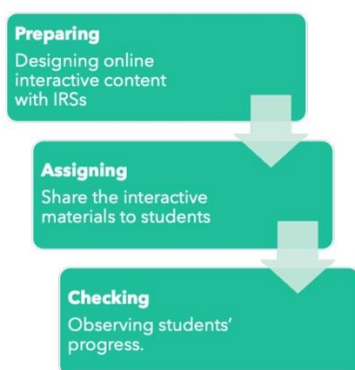 Preparing
Designing online
interactive content
with IRSs
Assigning
Share the interactive
materials to students
Checking
Observing students'
progress.